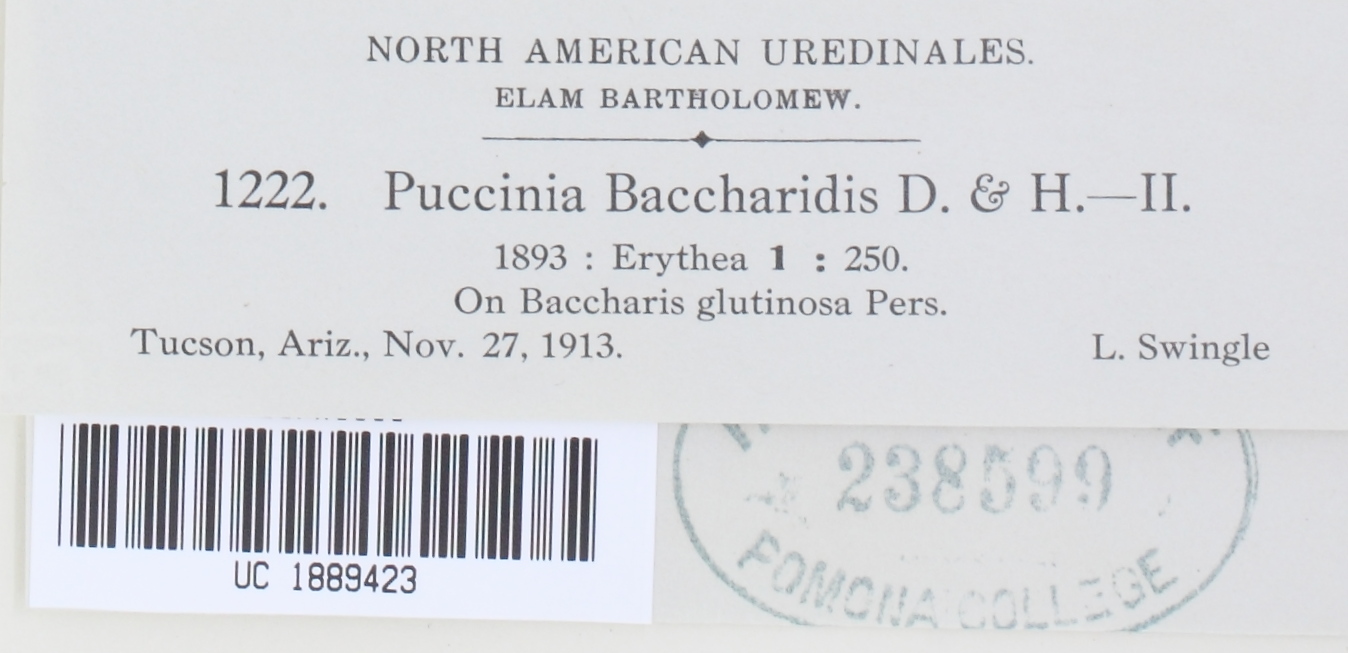 NORTH AMERICAN UREDINALES.
ELAM BARTHOLOMEW.
1222. Puccinia Baccharidis D. & H.—II.
1893 : Erythea 1 : 250.
On Baccharis glutinosa Pers.
Tucson, Ariz., Nov. 27, 1913. L. Swingle
UC 1889423
238599
POMONA COLLEGE